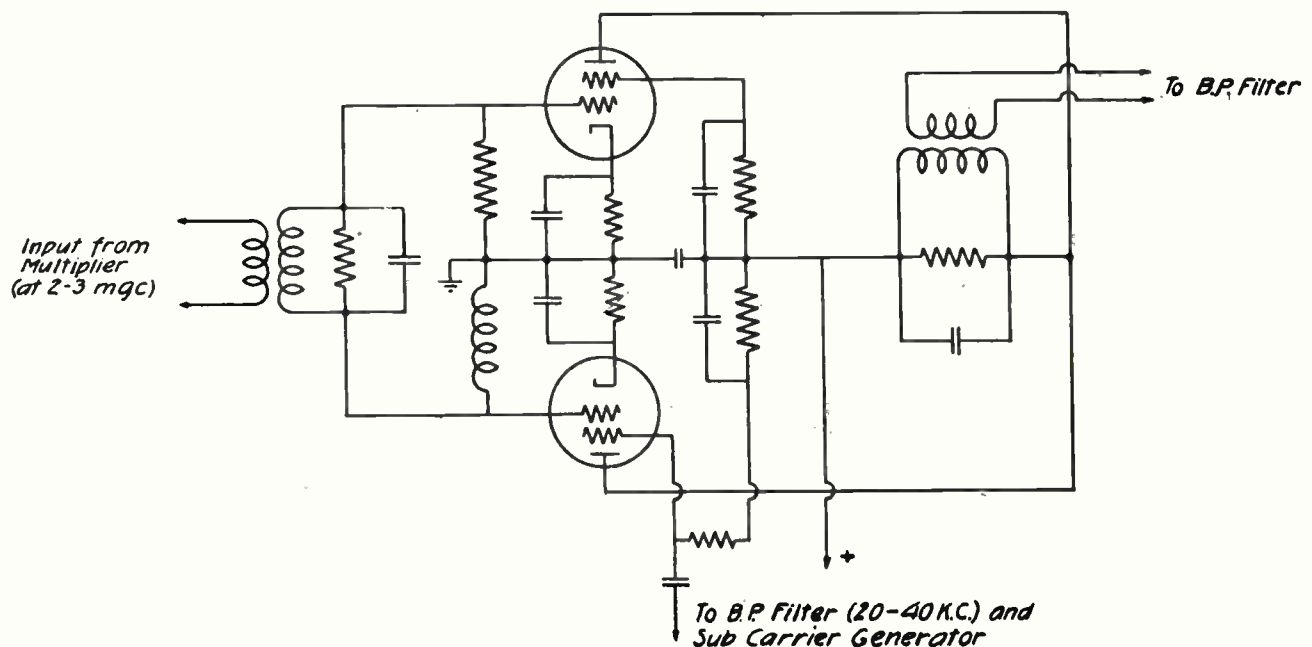 To B.P. Filter
Input from
Multiplier
(at 2-3 mgc)
+
To B.P. Filter (20-40 K.C.) and
Sub Carrier Generator